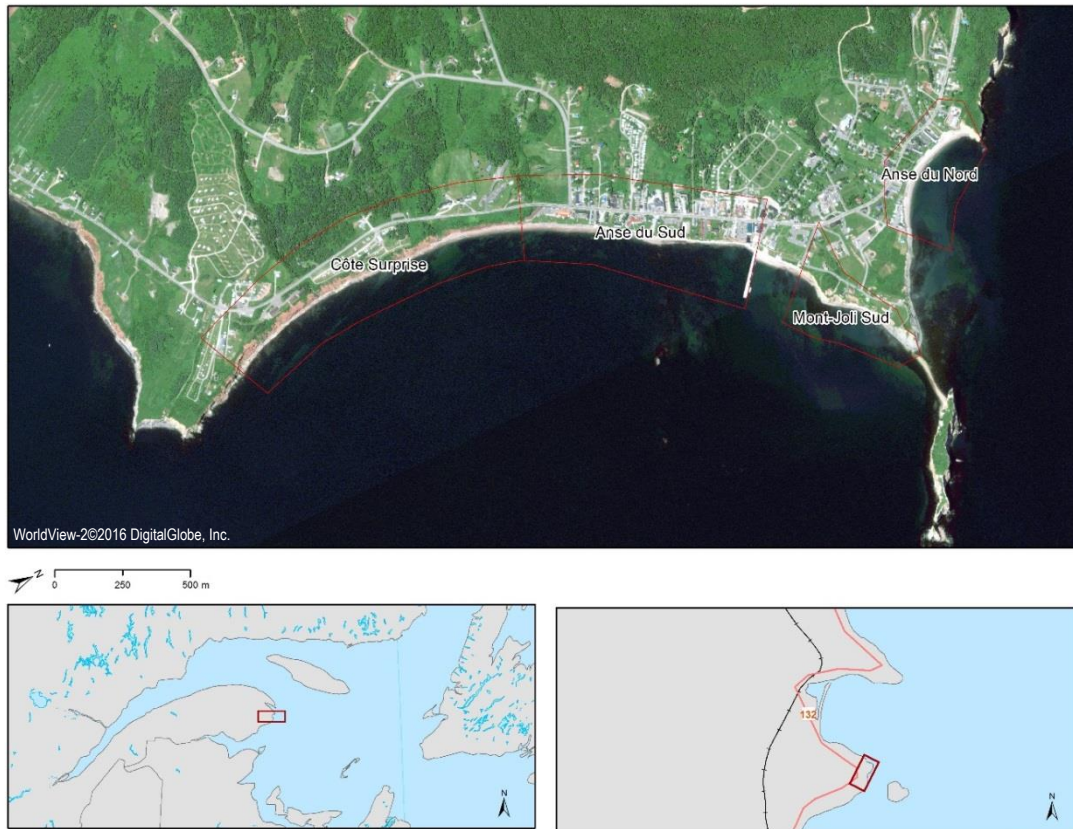 Anse du Nord
Anse du Sud
Côte Surprise
Mont-Joli Sud
WorldView-2©2016 DigitalGlobe, Inc.
N
0 250 500 m
132
N
N